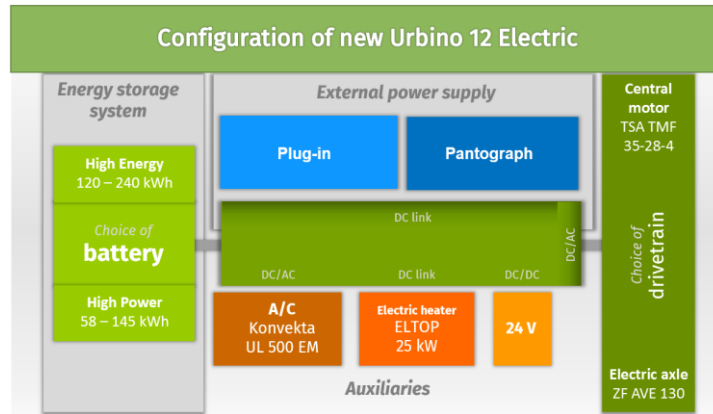 Configuration of new Urbino 12 Electric
Energy storage
system
High Energy
120 – 240 kWh
Choice of
battery
High Power
58 – 145 kWh
External power supply
Plug-in
Pantograph
DC link
DC/AC
DC/AC
DC link
DC/DC
A/C
Konvekta
UL 500 EM
Electric heater
ELTOP
25 kW
24 V
Auxiliaries
Central
motor
TSA TMF
35-28-4
Choice of
drivetrain
Electric axle
ZF AVE 130